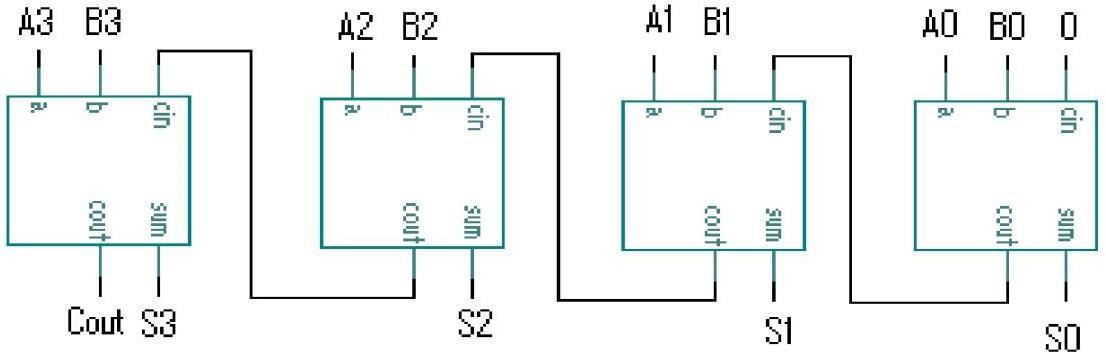 A3 B3 A2 B2 A1 B1 A0 B0 0
a b cin a b cin a b cin a b cin
cout sum cout sum cout sum cout sum
Cout S3 S2 S1 S0